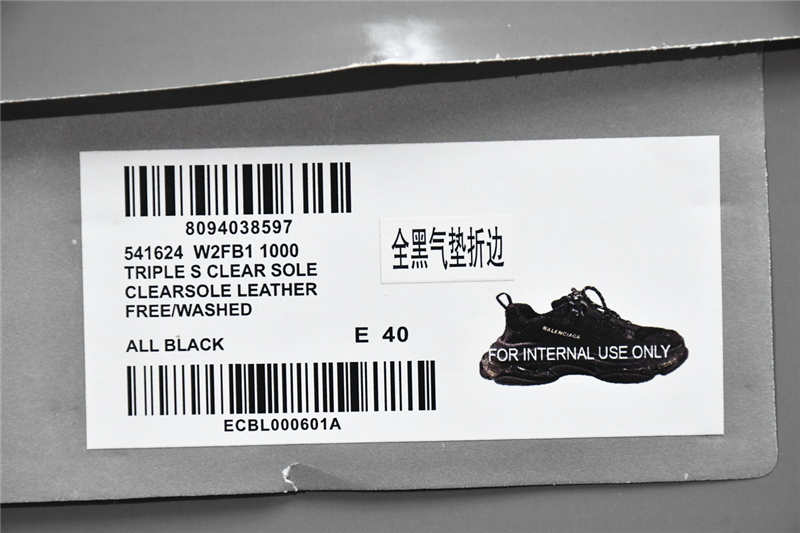 8094038597
541624 W2FB1 1000
TRIPLE S CLEAR SOLE
CLEARSOLE LEATHER
FREE/WASHED
ALL BLACK
E 40
ECBL000601A
全黑气垫折边
BALENCIAGA
FOR INTERNAL USE ONLY